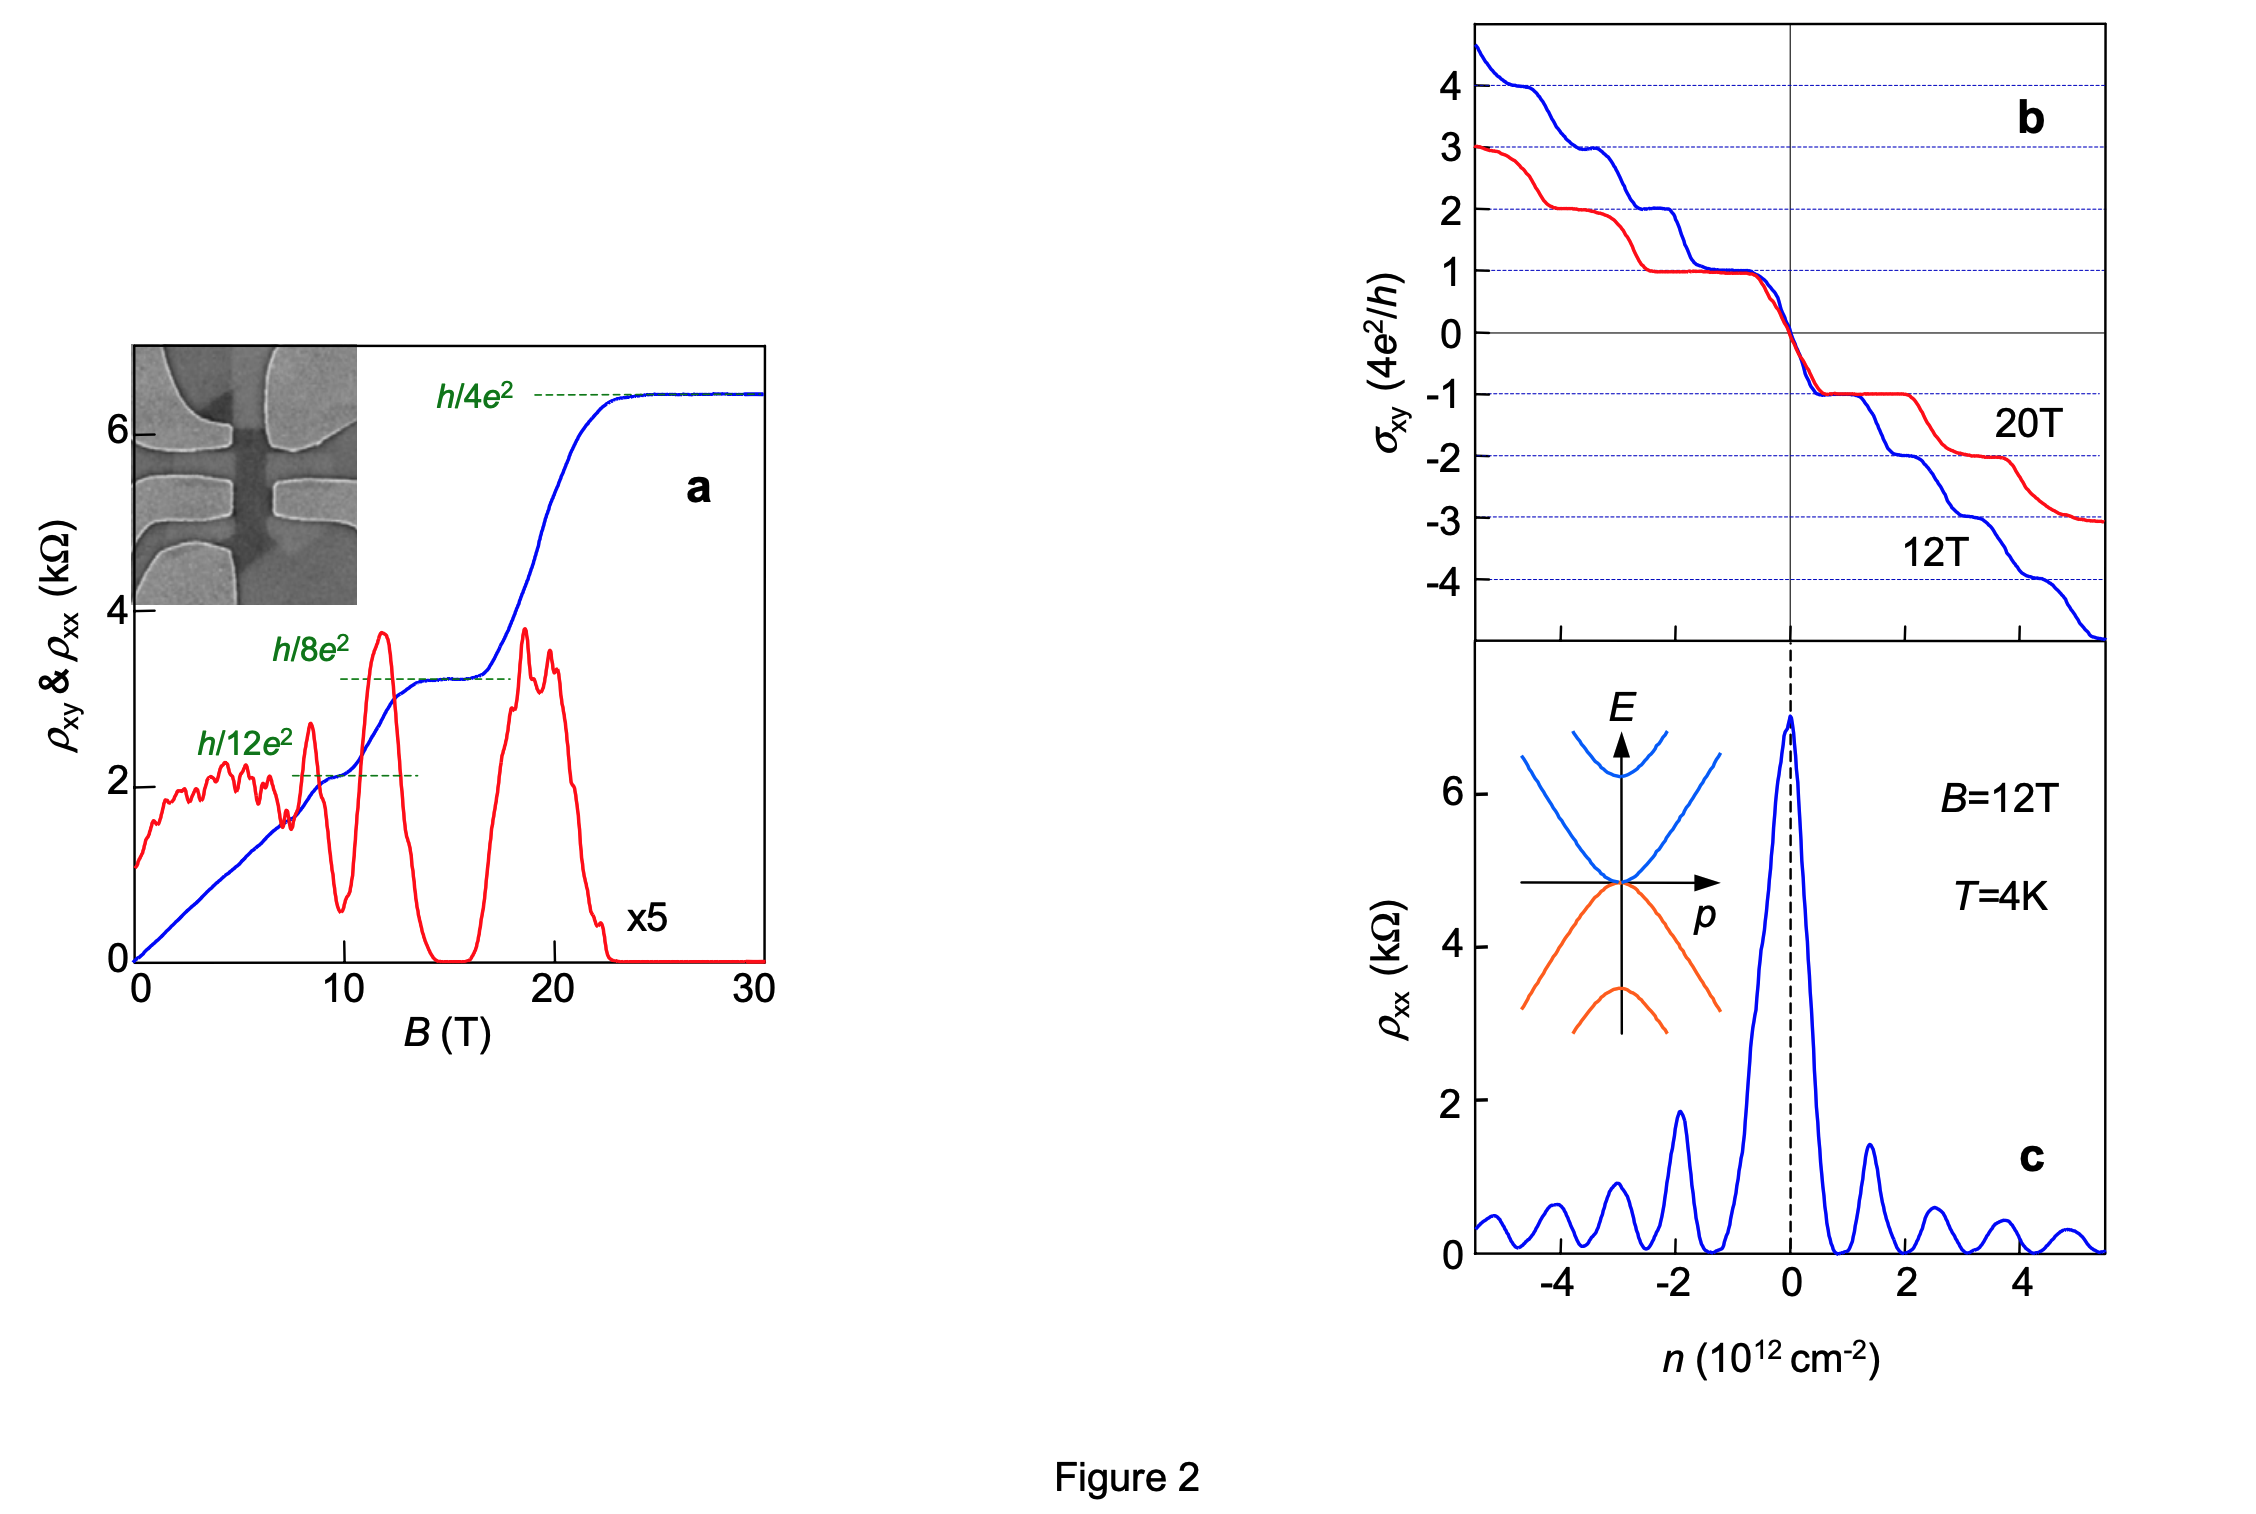 a
h/4e²
h/8e²
h/12e²
x5
6
4
2
0
0 10 20 30
B (T)
ρxy & ρxx (kΩ)
b
4
3
2
1
0
-1
-2
-3
-4
σxy (4e²/h)
20T
12T
c
E
p
B=12T
T=4K
6
4
2
0
ρxx (kΩ)
-4 -2 0 2 4
n (10¹² cm⁻²)
Figure 2